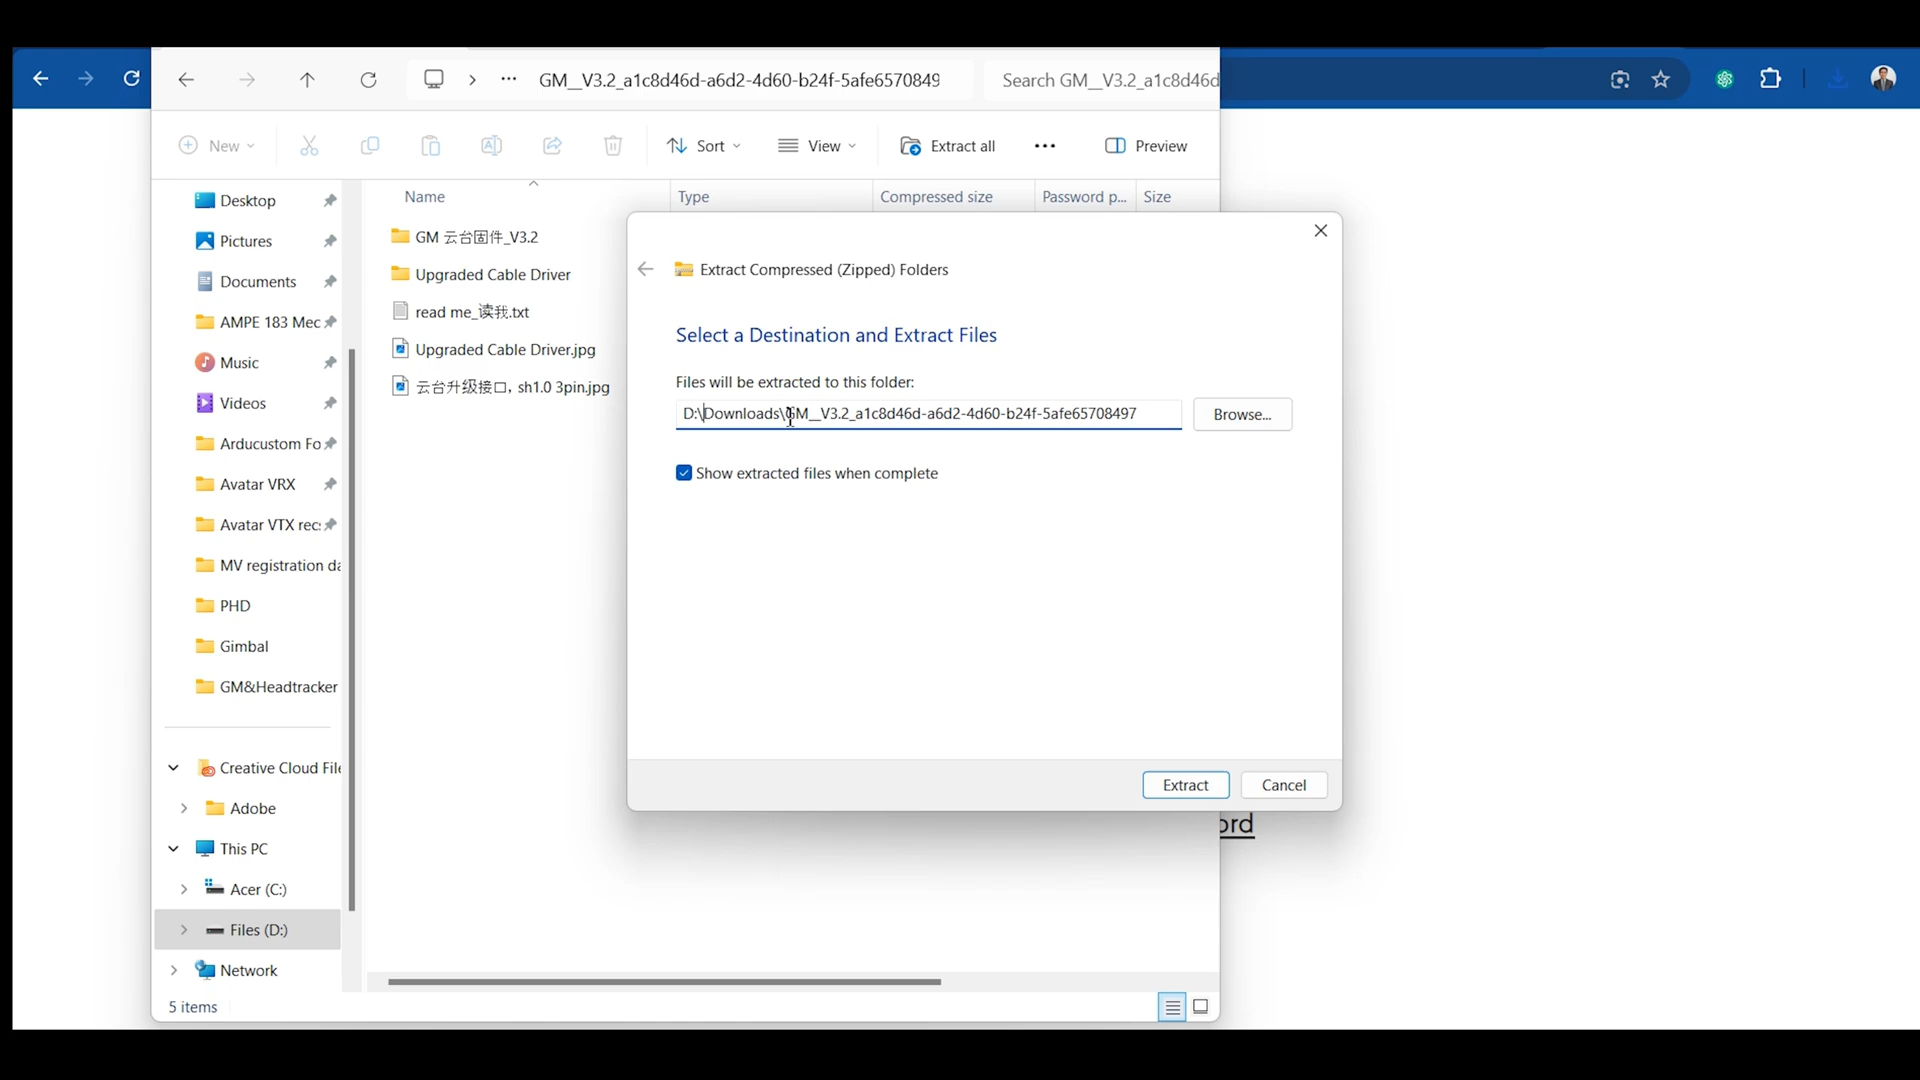 GM__V3.2_a1c8d46d-a6d2-4d60-b24f-5afe6570849
Search GM__V3.2_a1c8d46d
New
Sort
View
Extract all
Preview
Name
Type
Compressed size
Password p...
Size
Desktop
Pictures
Documents
AMPE 183 Mec
Music
Videos
Arducustom Fo
Avatar VRX
Avatar VTX rec
MV registration da
PHD
Gimbal
GM&Headtracker
Creative Cloud File
Adobe
This PC
Acer (C:)
Files (D:)
Network
GM 云台固件_V3.2
Upgraded Cable Driver
read me_读我.txt
Upgraded Cable Driver.jpg
云台升级接口, sh1.0 3pin.jpg
Extract Compressed (Zipped) Folders
Select a Destination and Extract Files
Files will be extracted to this folder:
D:\Downloads\GM__V3.2_a1c8d46d-a6d2-4d60-b24f-5afe65708497
Browse...
Show extracted files when complete
Extract
Cancel
ord
5 items